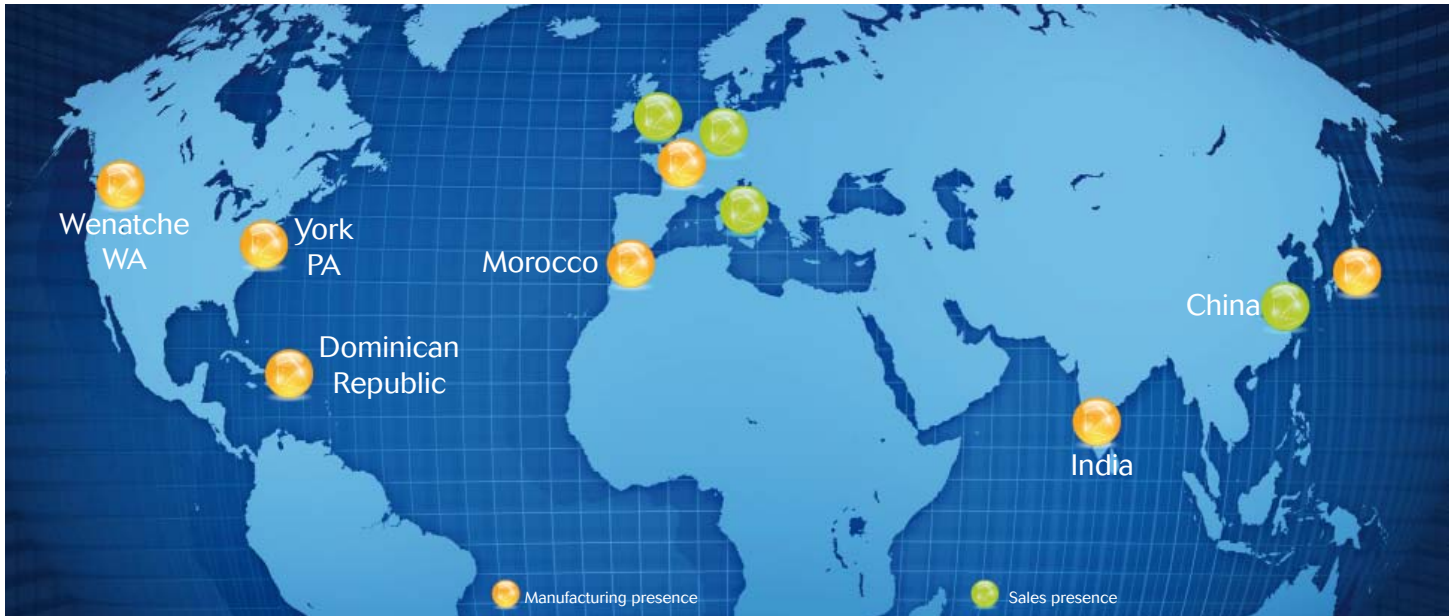 Wenatche
WA
York
PA
Morocco
Dominican
Republic
China
India
Manufacturing presence
Sales presence